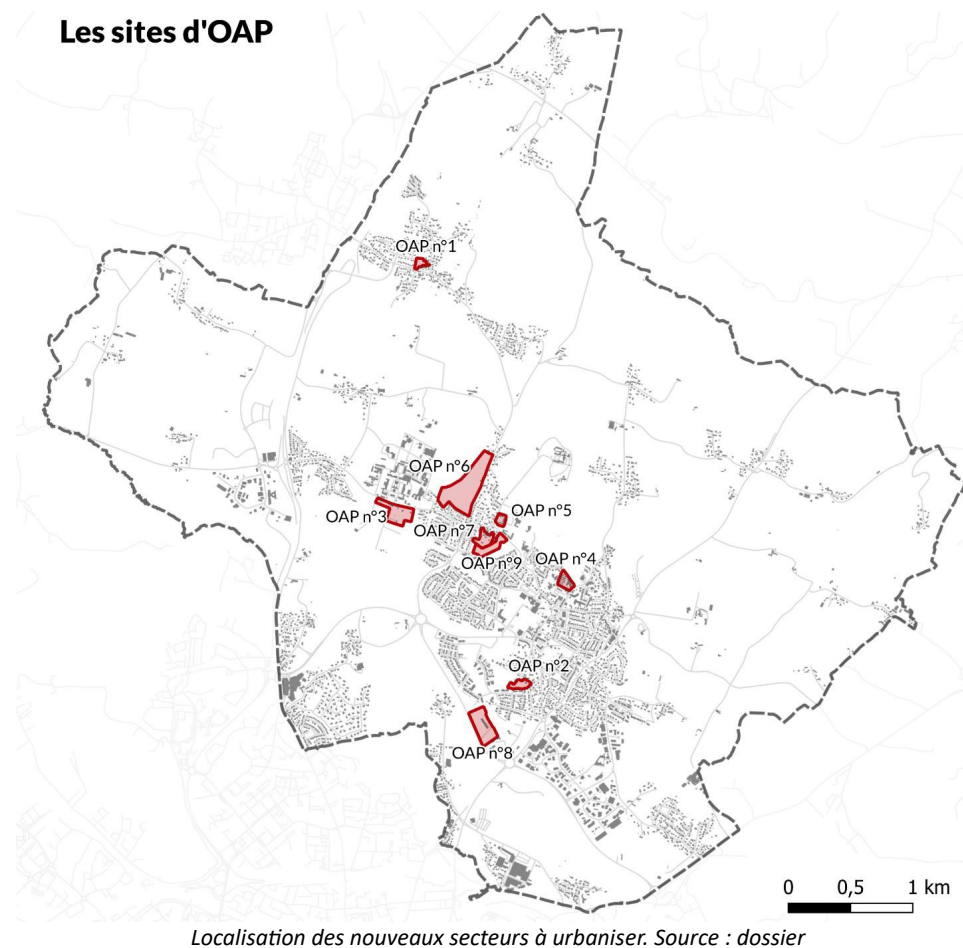 Les sites d'OAP
OAP n°1
OAP n°6
OAP n°3
OAP n°5
OAP n°7
OAP n°9
OAP n°4
OAP n°2
OAP n°8
0 0,5 1 km
Localisation des nouveaux secteurs à urbaniser. Source : dossier